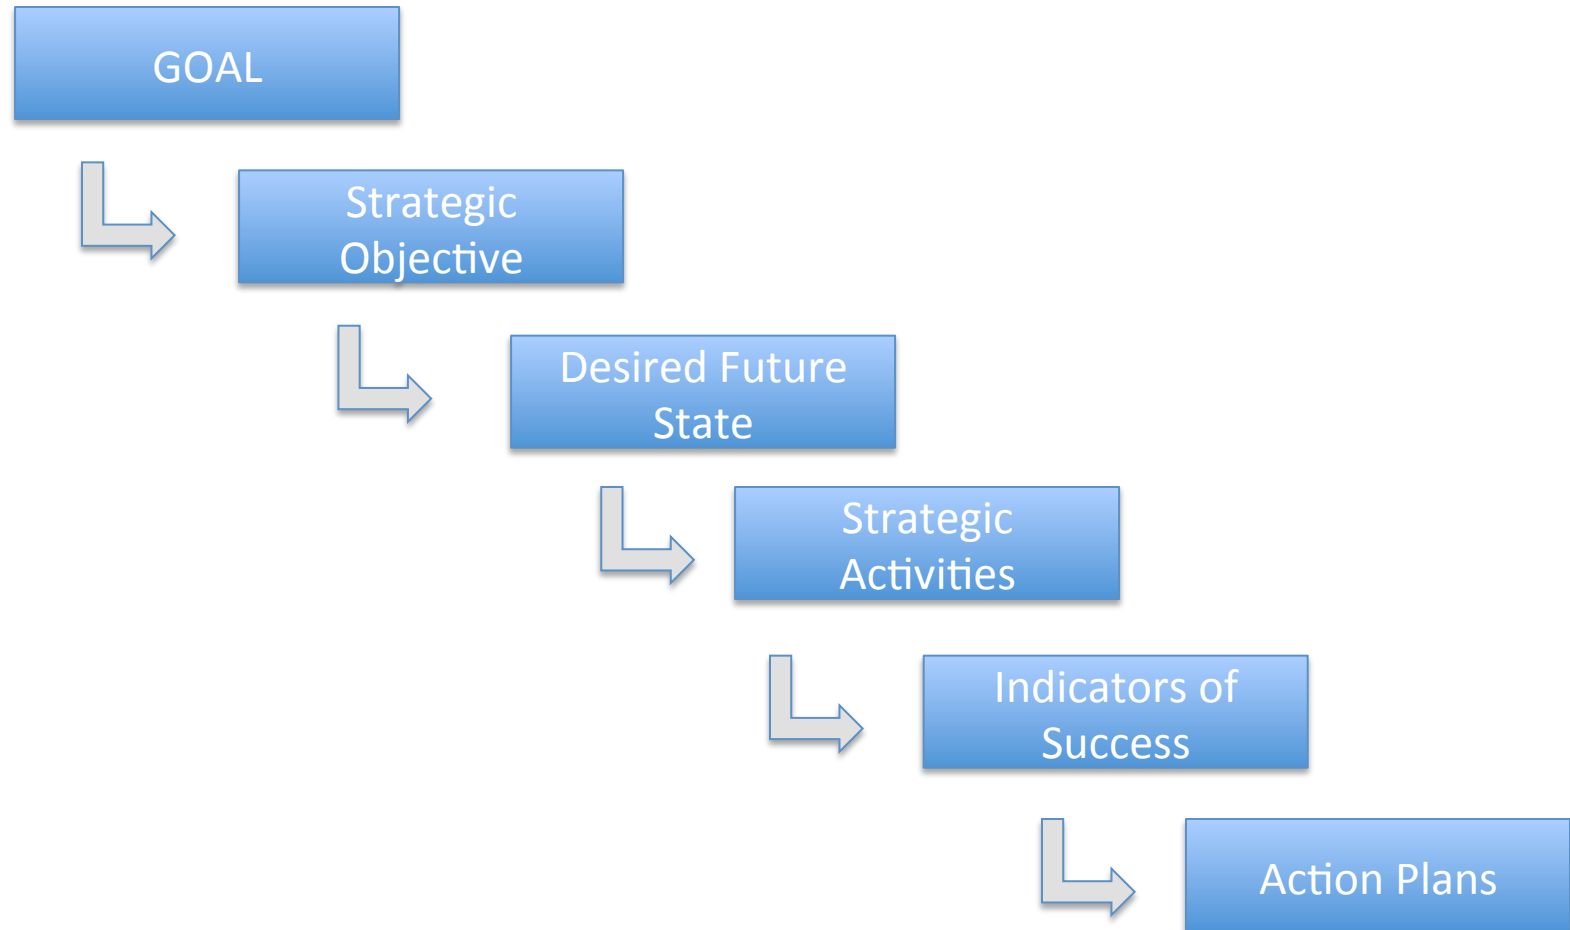 GOAL
Strategic
Objective
Desired Future
State
Strategic
Activities
Indicators of
Success
Action Plans